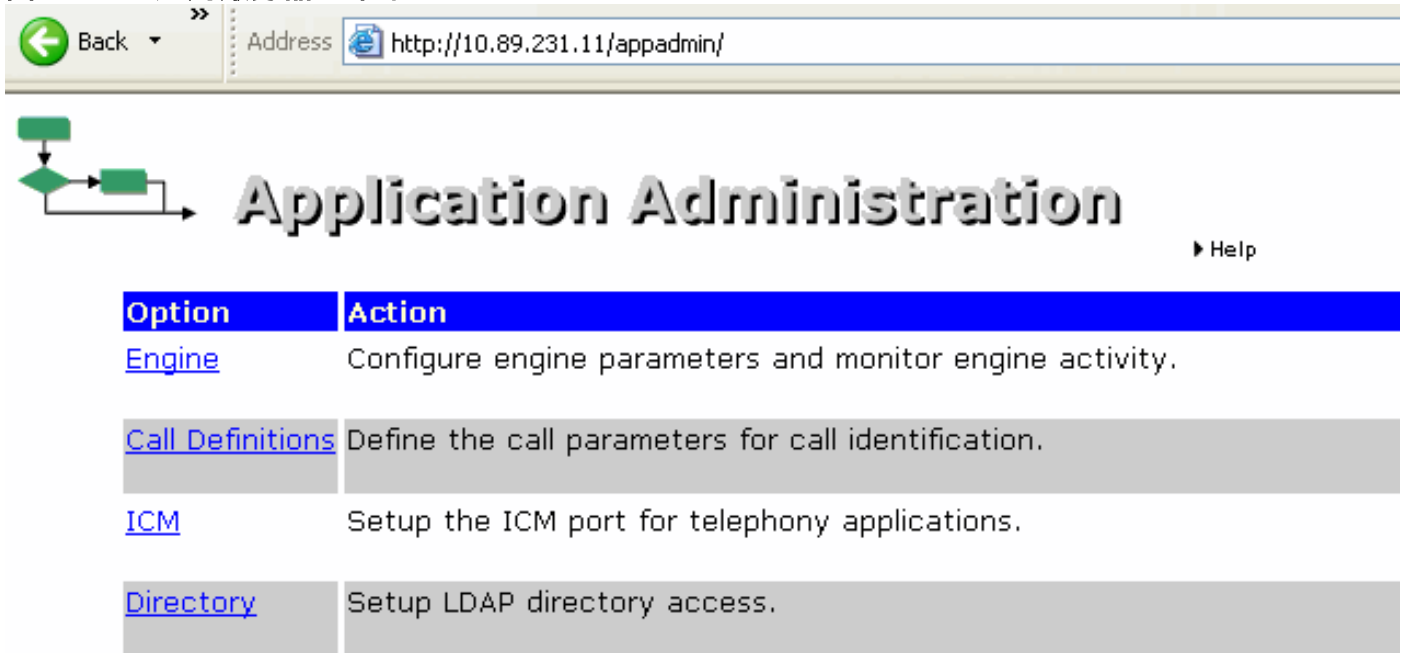 »
Back Address http://10.89.231.11/appadmin/
Application Administration
Help
Option Action
Engine Configure engine parameters and monitor engine activity.
Call Definitions Define the call parameters for call identification.
ICM Setup the ICM port for telephony applications.
Directory Setup LDAP directory access.